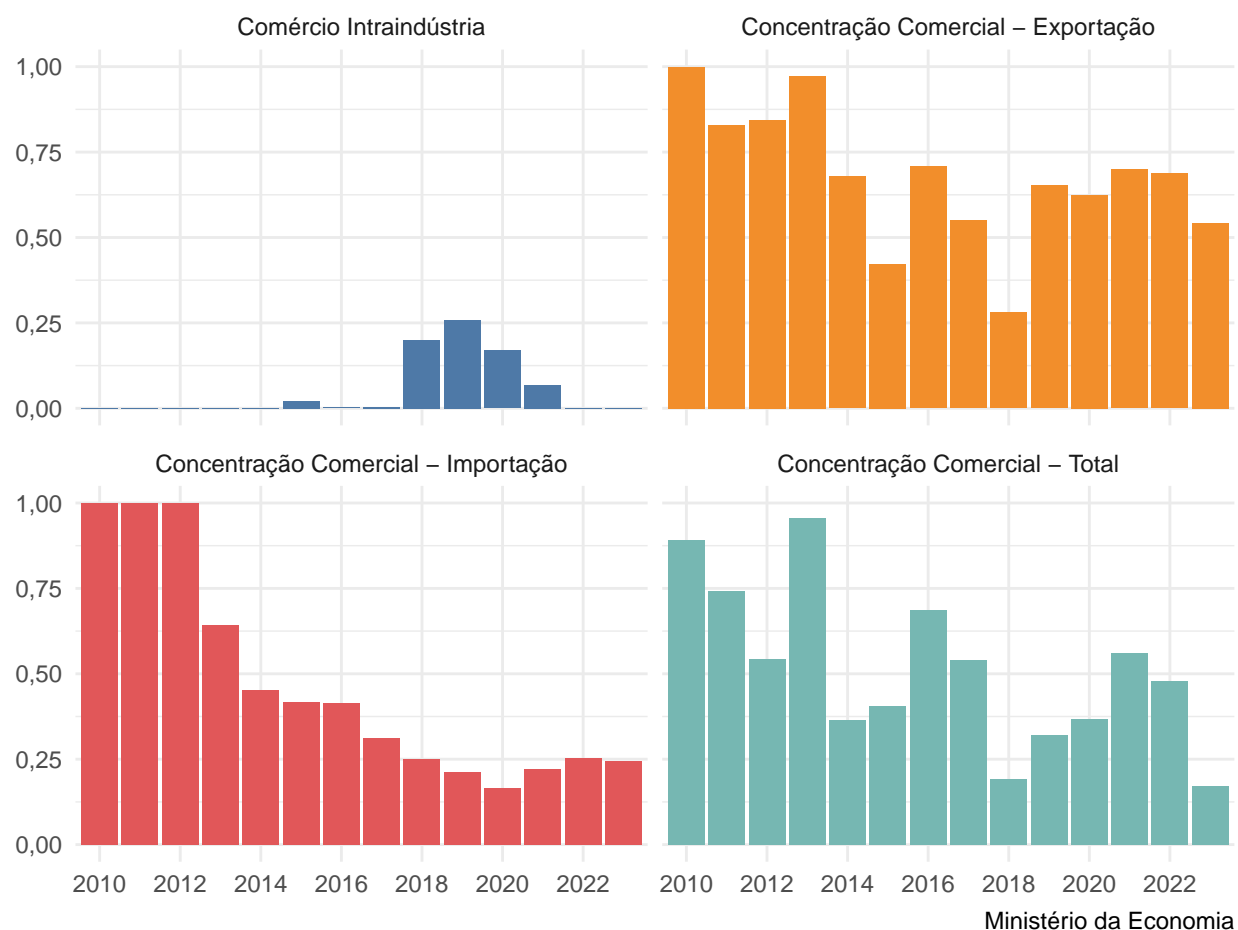 Comércio Intraindústria
Concentração Comercial – Exportação
1,00
0,75
0,50
0,25
0,00
Concentração Comercial – Importação
Concentração Comercial – Total
1,00
0,75
0,50
0,25
0,00
2010 2012 2014 2016 2018 2020 2022
2010 2012 2014 2016 2018 2020 2022
Ministério da Economia